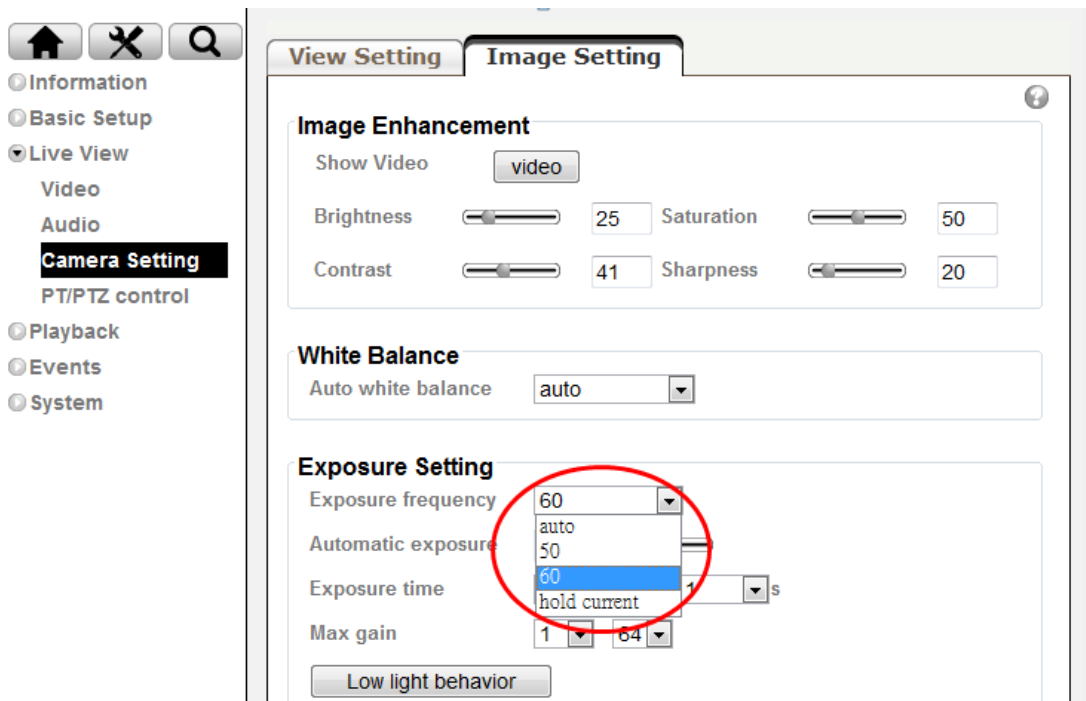 Information
Basic Setup
Live View
Video
Audio
Camera Setting
PT/PTZ control
Playback
Events
System
View Setting Image Setting
?
Image Enhancement
Show Video video
Brightness 25 Saturation 50
Contrast 41 Sharpness 20
White Balance
Auto white balance auto
Exposure Setting
Exposure frequency 60
auto
Automatic exposure
50
60
Exposure time 1 s
hold current
Max gain 1 64
Low light behavior